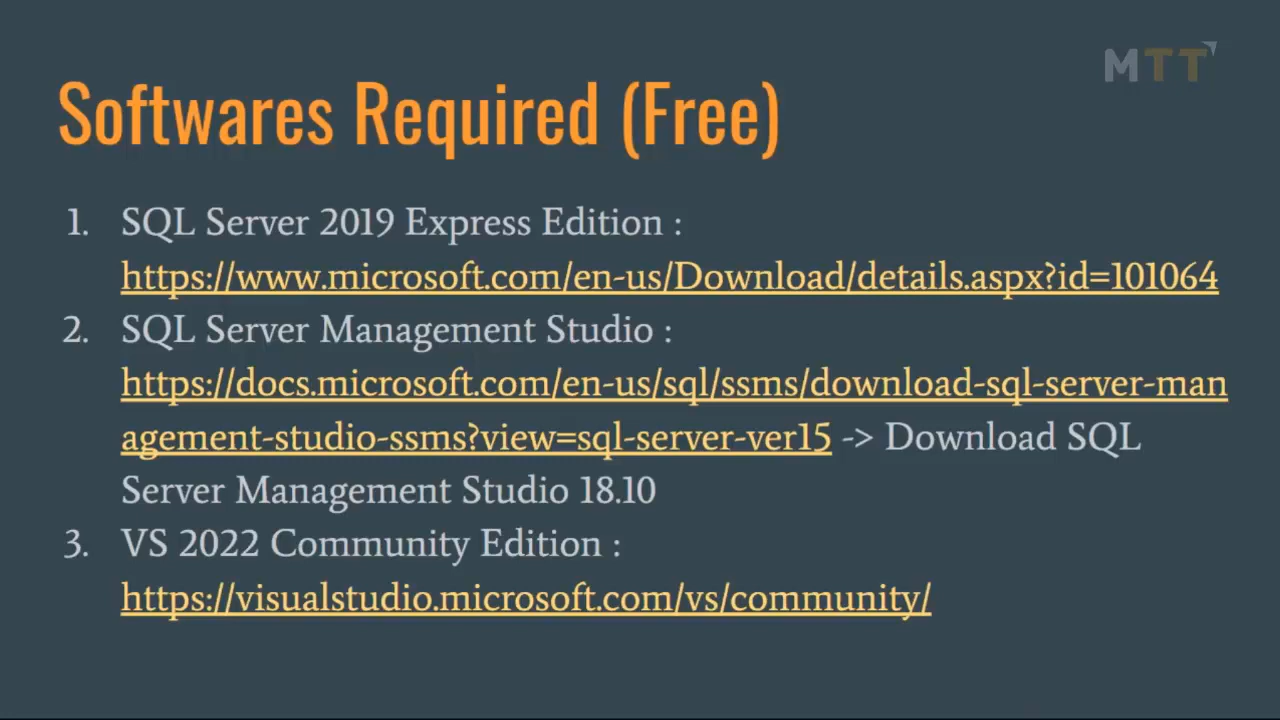 MTT
Softwares Required (Free)
1. SQL Server 2019 Express Edition :
https://www.microsoft.com/en-us/Download/details.aspx?id=101064
2. SQL Server Management Studio :
https://docs.microsoft.com/en-us/sql/ssms/download-sql-server-man
agement-studio-ssms?view=sql-server-ver15 -> Download SQL
Server Management Studio 18.10
3. VS 2022 Community Edition :
https://visualstudio.microsoft.com/vs/community/